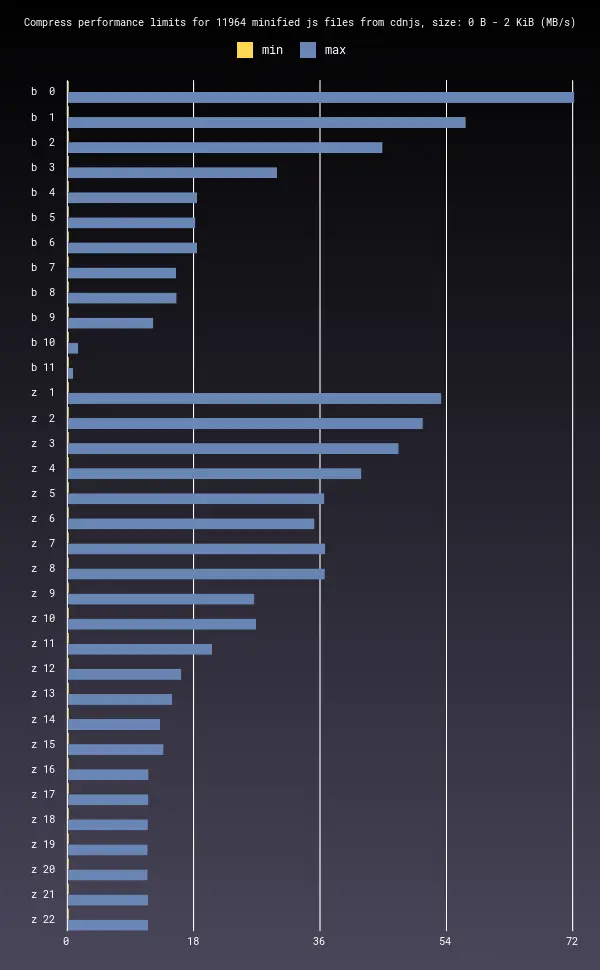 Compress performance limits for 11964 minified js files from cdnjs, size: 0 B - 2 KiB (MB/s)
min max
b 0
b 1
b 2
b 3
b 4
b 5
b 6
b 7
b 8
b 9
b 10
b 11
z 1
z 2
z 3
z 4
z 5
z 6
z 7
z 8
z 9
z 10
z 11
z 12
z 13
z 14
z 15
z 16
z 17
z 18
z 19
z 20
z 21
z 22
0 18 36 54 72